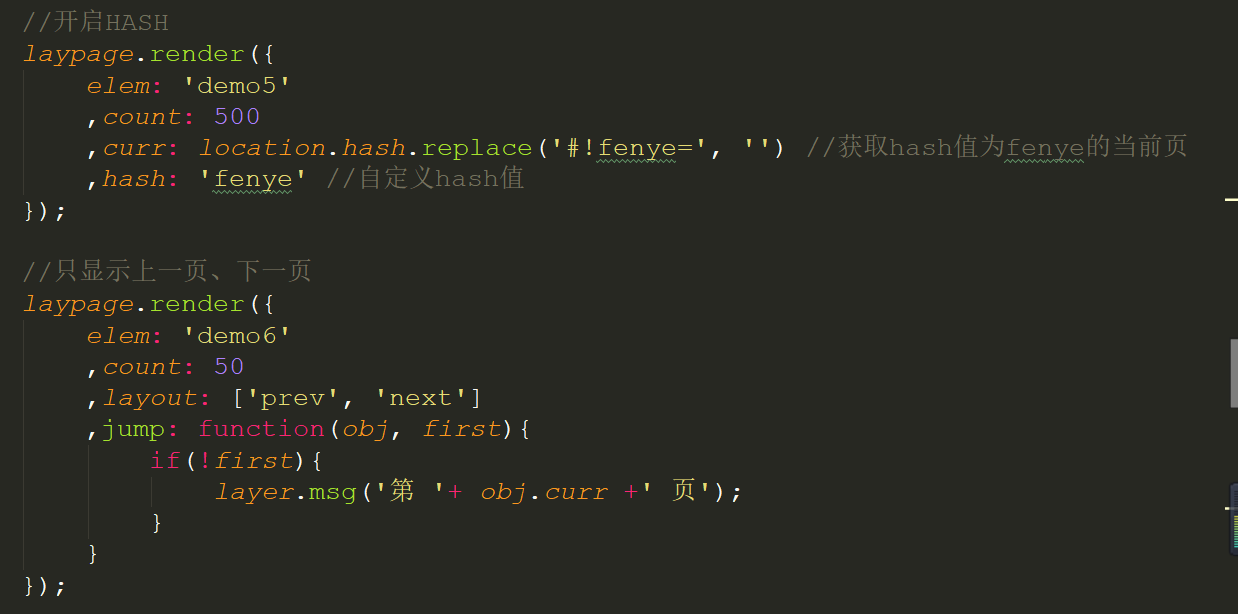 //开启HASH
laypage.render({
    elem: 'demo5'
    ,count: 500
    ,curr: location.hash.replace('#!fenye=', '') //获取hash值为fenye的当前页
    ,hash: 'fenye' //自定义hash值
});

//只显示上一页、下一页
laypage.render({
    elem: 'demo6'
    ,count: 50
    ,layout: ['prev', 'next']
    ,jump: function(obj, first){
        if(!first){
            layer.msg('第 '+ obj.curr +' 页');
        }
    }
});